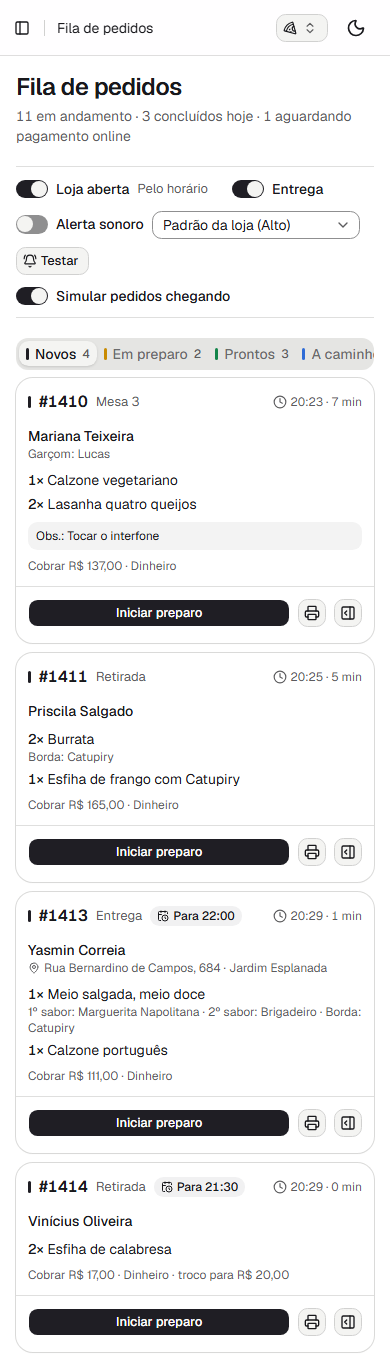 Fila de pedidos
Fila de pedidos
11 em andamento · 3 concluídos hoje · 1 aguardando
pagamento online
Loja aberta Pelo horário Entrega
Alerta sonoro Padrão da loja (Alto)
Testar
Simular pedidos chegando
Novos 4 Em preparo 2 Prontos 3 A caminh
#1410 Mesa 3 20:23 · 7 min
Mariana Teixeira
Garçom: Lucas
1× Calzone vegetariano
2× Lasanha quatro queijos
Obs.: Tocar o interfone
Cobrar R$ 137,00 · Dinheiro
Iniciar preparo
#1411 Retirada 20:25 · 5 min
Priscila Salgado
2× Burrata
Borda: Catupiry
1× Esfiha de frango com Catupiry
Cobrar R$ 165,00 · Dinheiro
Iniciar preparo
#1413 Entrega Para 22:00 20:29 · 1 min
Yasmin Correia
Rua Bernardino de Campos, 684 · Jardim Esplanada
1× Meio salgada, meio doce
1º sabor: Marguerita Napolitana · 2º sabor: Brigadeiro · Borda:
Catupiry
1× Calzone português
Cobrar R$ 111,00 · Dinheiro
Iniciar preparo
#1414 Retirada Para 21:30 20:29 · 0 min
Vinícius Oliveira
2× Esfiha de calabresa
Cobrar R$ 17,00 · Dinheiro · troco para R$ 20,00
Iniciar preparo